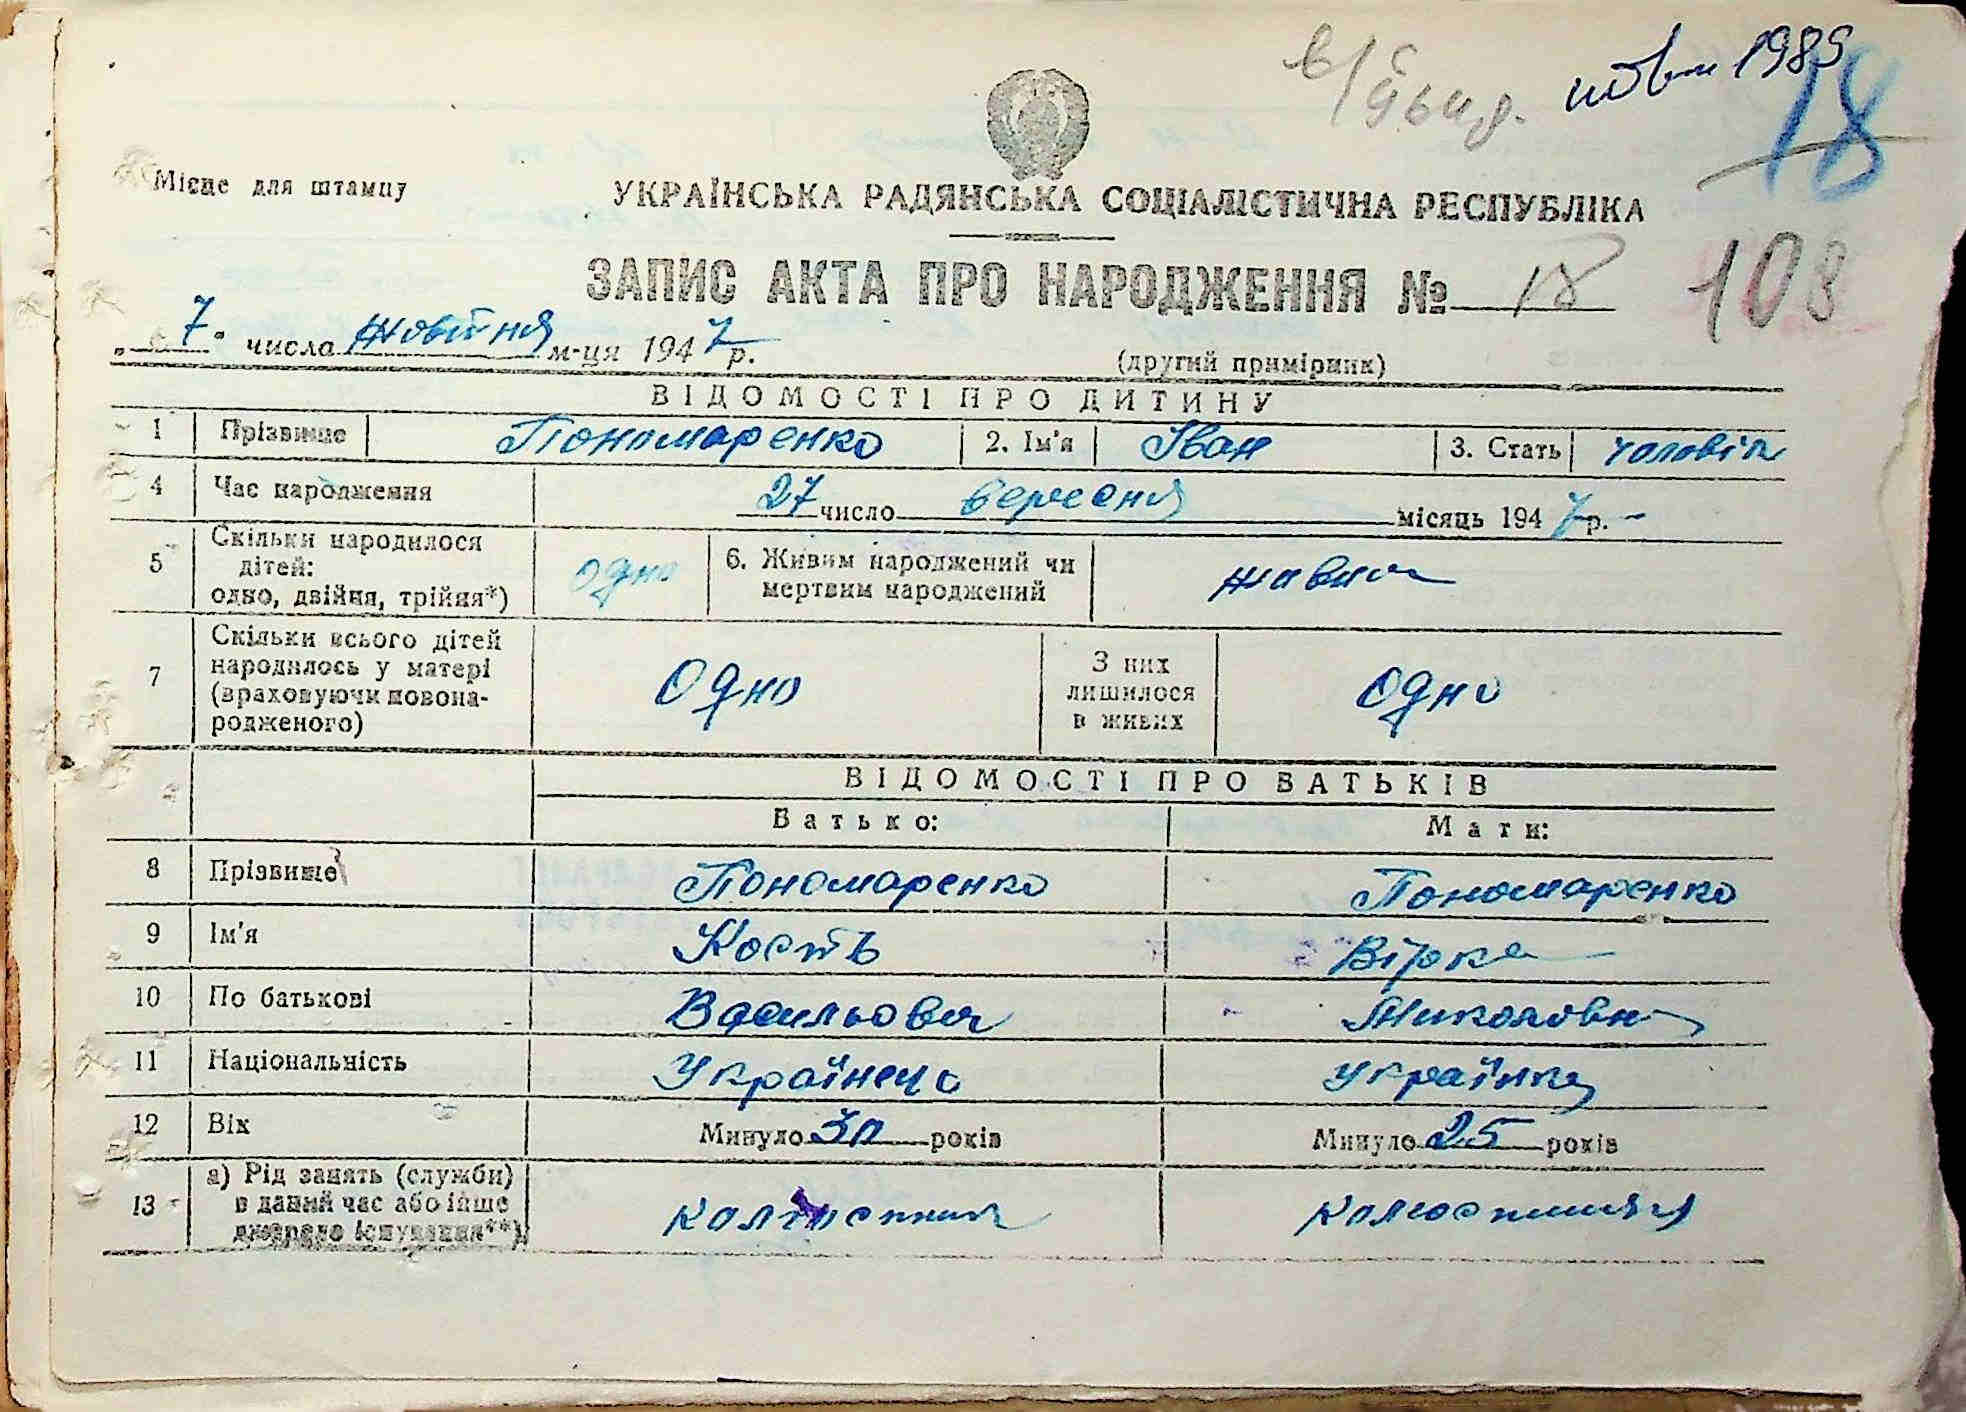 1989
18
Місце для штампу
УКРАЇНСЬКА РАДЯНСЬКА СОЦІАЛІСТИЧНА РЕСПУБЛІКА
ЗАПИС АКТА ПРО НАРОДЖЕННЯ № 18
108
„ 7 " числа жовтня м-ця 1947 р.
(другий примірник)
ВІДОМОСТІ ПРО ДИТИНУ
1 Прізвище Пономаренко 2. Ім'я Іван 3. Стать чоловіч
4 Час народження 27 число вересня місяць 1947 р.
5 Скільки народилося дітей: одно, двійня, трійня*) одно 6. Живим народжений чи мертвим народжений живим
7 Скільки всього дітей народилось у матері (враховуючи новонародженого) одно З них лишилося в живих одно
ВІДОМОСТІ ПРО БАТЬКІВ
Батько: Мати:
8 Прізвище Пономаренко Пономаренко
9 Ім'я Кость Вірка
10 По батькові Васильович Миколовн
11 Національність Українець українка
12 Вік Минуло 30 років Минуло 25 років
13 а) Рід занять (служби) в даний час або інше джерело існування**) колгоспник колгоспниця